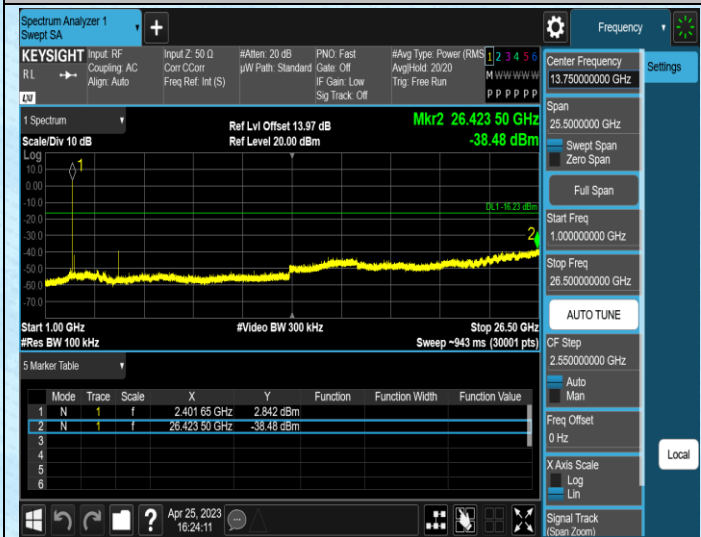 Spectrum Analyzer 1
Swept SA
+
Frequency
KEYSIGHT
RL
LXI
Input: RF
Coupling: AC
Align: Auto
Input Z: 50 Ω
Corr CCorr
Freq Ref: Int (S)
#Atten: 20 dB
µW Path: Standard
PNO: Fast
Gate: Off
IF Gain: Low
Sig Track: Off
#Avg Type: Power (RMS
Avg|Hold: 20/20
Trig: Free Run
1 2 3 4 5 6
M W W W W W
P P P P P P
1 Spectrum
Scale/Div 10 dB
Log
Ref Lvl Offset 13.97 dB
Ref Level 20.00 dBm
Mkr2 26.423 50 GHz
-38.48 dBm
10.0
0.00
-10.0
-20.0
-30.0
-40.0
-50.0
-60.0
-70.0
1
DL1 -16.23 dBm
2
Start 1.00 GHz
#Res BW 100 kHz
#Video BW 300 kHz
Stop 26.50 GHz
Sweep ~943 ms (30001 pts)
5 Marker Table
Mode Trace Scale X Y Function Function Width Function Value
1 N 1 f 2.401 65 GHz 2.842 dBm
2 N 1 f 26.423 50 GHz -38.48 dBm
3
4
5
6
?
Apr 25, 2023
16:24:11
Center Frequency
13.750000000 GHz
Settings
Span
25.5000000 GHz
Swept Span
Zero Span
Full Span
Start Freq
1.000000000 GHz
Stop Freq
26.500000000 GHz
AUTO TUNE
CF Step
2.550000000 GHz
Auto
Man
Freq Offset
0 Hz
X Axis Scale
Log
Lin
Signal Track
(Span Zoom)
Local